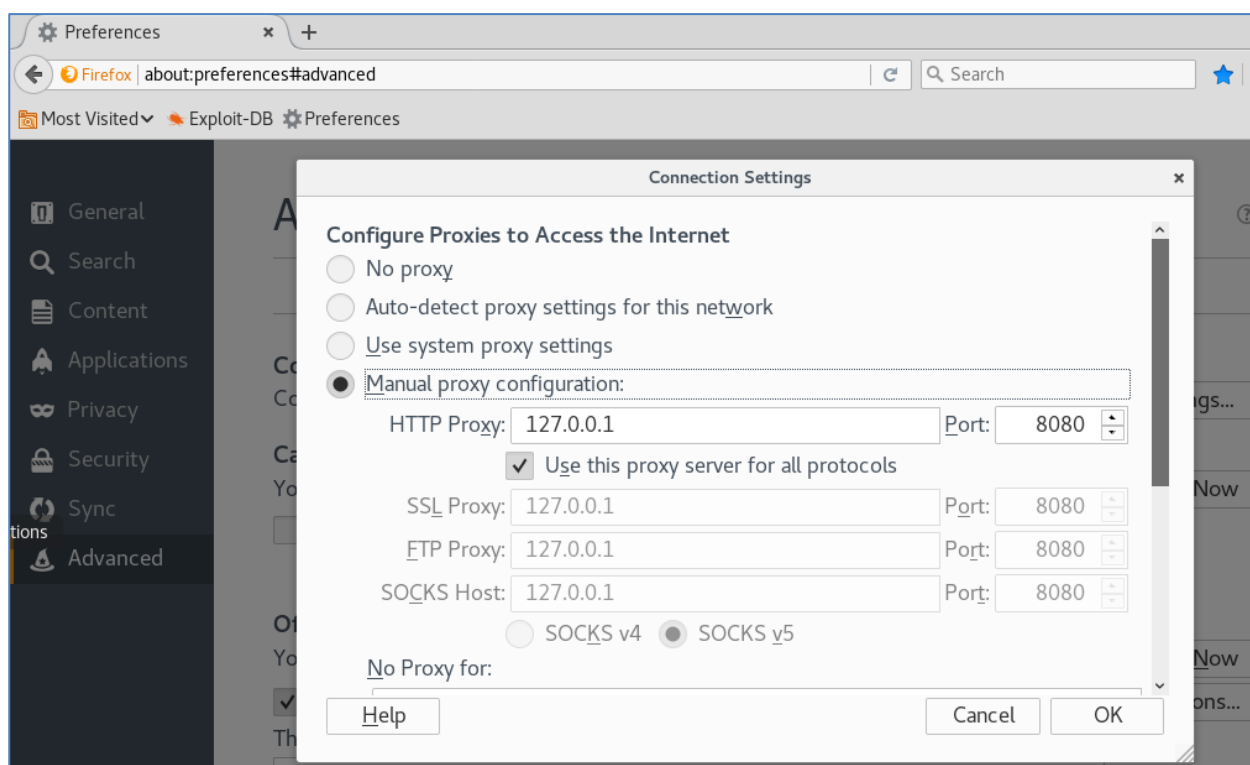 Preferences × +
Firefox about:preferences#advanced Search
Most Visited Exploit-DB Preferences
Connection Settings ×
General
Search
Content
Applications
Privacy
Security
Sync
tions
Advanced
A
Co
Co
ngs...
Ca
Yo
Now
Of
Yo
Now
ons...
Th
Configure Proxies to Access the Internet
No proxy
Auto-detect proxy settings for this network
Use system proxy settings
Manual proxy configuration:
HTTP Proxy: 127.0.0.1 Port: 8080
Use this proxy server for all protocols
SSL Proxy: 127.0.0.1 Port: 8080
FTP Proxy: 127.0.0.1 Port: 8080
SOCKS Host: 127.0.0.1 Port: 8080
SOCKS v4 SOCKS v5
No Proxy for:
Help Cancel OK